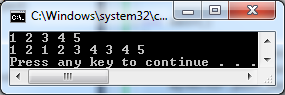 C:\Windows\system32\c...
1 2 3 4 5
1 2 1 2 3 4 3 4 5
Press any key to continue . . .